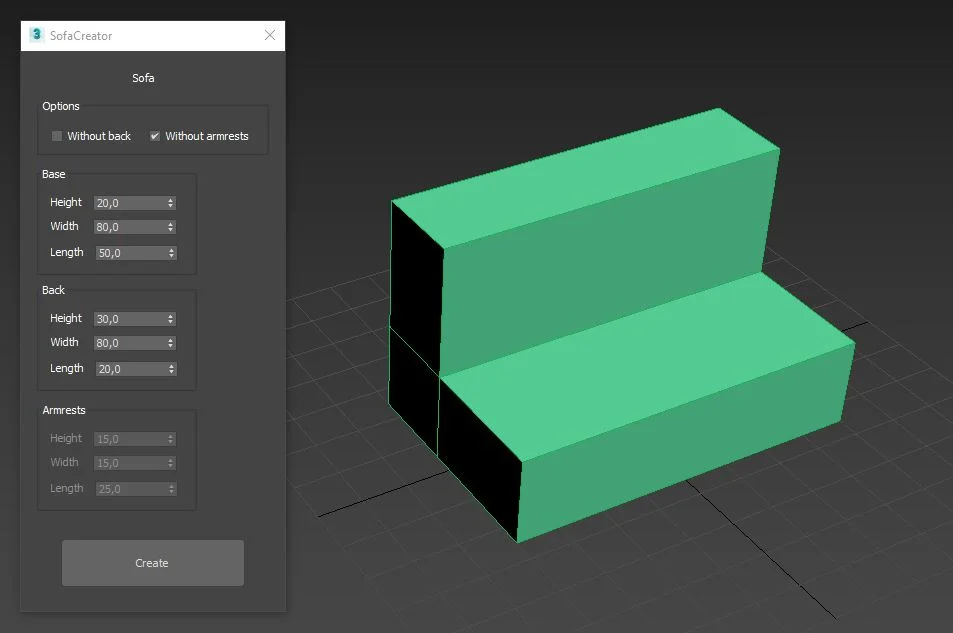 3 SofaCreator
Sofa
Options
Without back Without armrests
Base
Height 20,0
Width 80,0
Length 50,0
Back
Height 30,0
Width 80,0
Length 20,0
Armrests
Height 15,0
Width 15,0
Length 25,0
Create